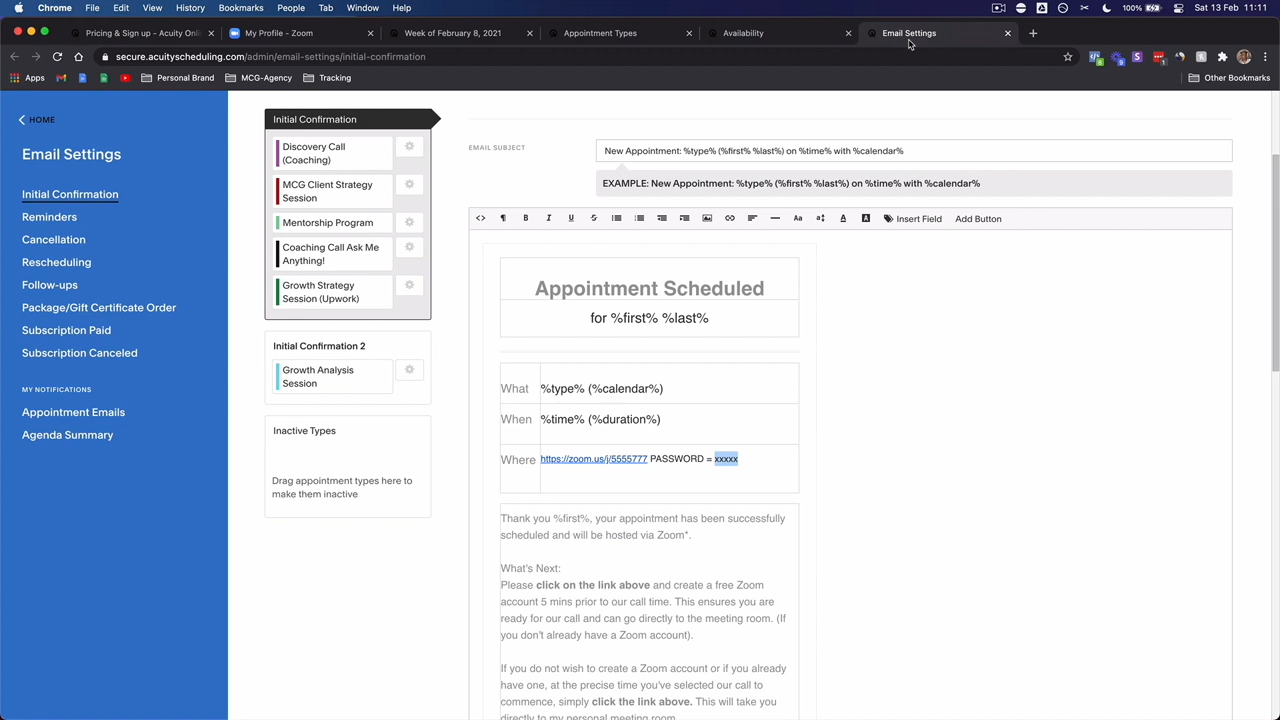 Chrome File Edit View History Bookmarks People Tab Window Help 100% Sat 13 Feb 11:11
Pricing & Sign up - Acuity Onli
My Profile - Zoom
Week of February 8, 2021
Appointment Types
Availability
Email Settings
secure.acuityscheduling.com/admin/email-settings/initial-confirmation
Apps Personal Brand MCG-Agency Tracking Other Bookmarks
HOME
Email Settings
Initial Confirmation
Reminders
Cancellation
Rescheduling
Follow-ups
Package/Gift Certificate Order
Subscription Paid
Subscription Canceled
MY NOTIFICATIONS
Appointment Emails
Agenda Summary
Initial Confirmation
Discovery Call
(Coaching)
MCG Client Strategy
Session
Mentorship Program
Coaching Call Ask Me
Anything!
Growth Strategy
Session (Upwork)
Initial Confirmation 2
Growth Analysis
Session
Inactive Types
Drag appointment types here to
make them inactive
EMAIL SUBJECT
New Appointment: %type% (%first% %last%) on %time% with %calendar%
EXAMPLE: New Appointment: %type% (%first% %last%) on %time% with %calendar%
Insert Field Add Button
Appointment Scheduled
for %first% %last%
What %type% (%calendar%)
When %time% (%duration%)
Where https://zoom.us/j/5555777 PASSWORD = xxxxx
Thank you %first%, your appointment has been successfully
scheduled and will be hosted via Zoom*.
What's Next:
Please click on the link above and create a free Zoom
account 5 mins prior to our call time. This ensures you are
ready for our call and can go directly to the meeting room. (If
you don't already have a Zoom account).
If you do not wish to create a Zoom account or if you already
have one, at the precise time you've selected our call to
commence, simply click the link above. This will take you
directly to my personal meeting room